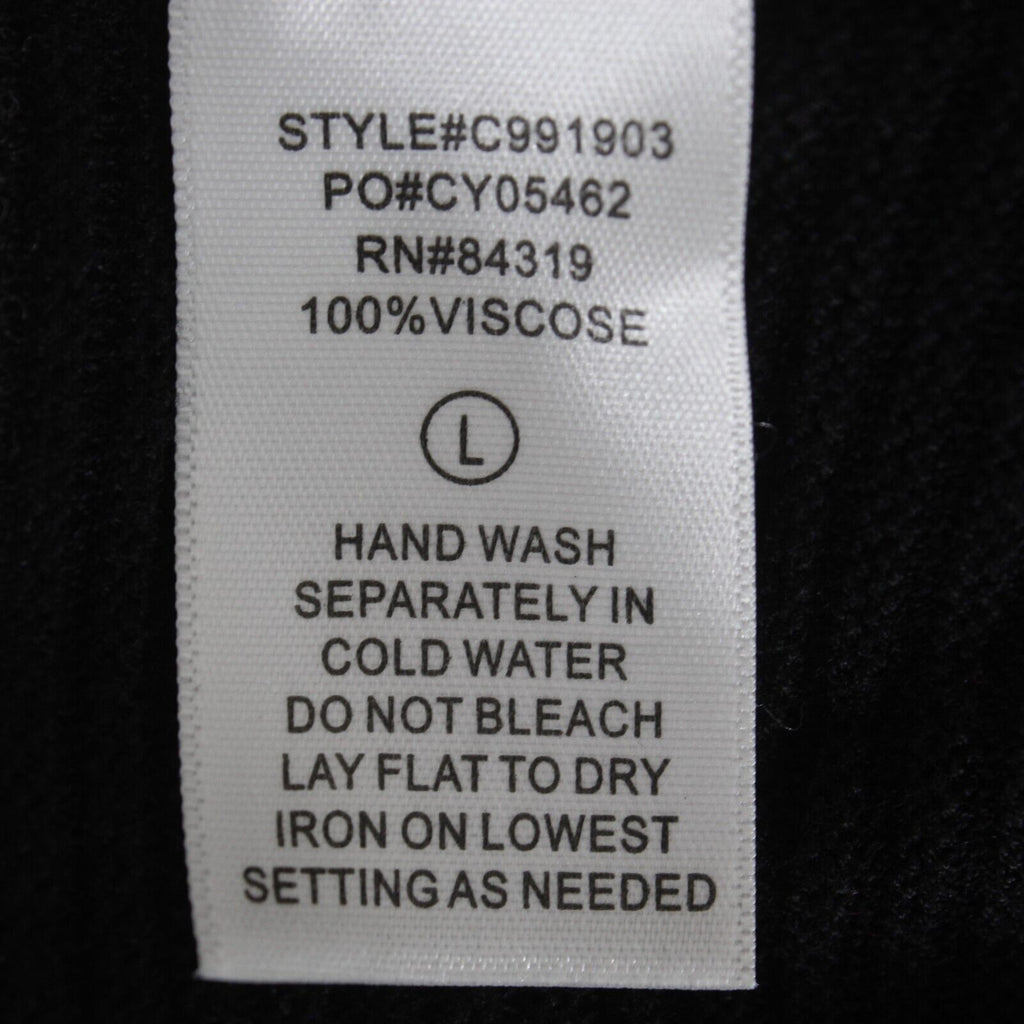 STYLE#C991903
PO#CY05462
RN#84319
100%VISCOSE
L
HAND WASH
SEPARATELY IN
COLD WATER
DO NOT BLEACH
LAY FLAT TO DRY
IRON ON LOWEST
SETTING AS NEEDED